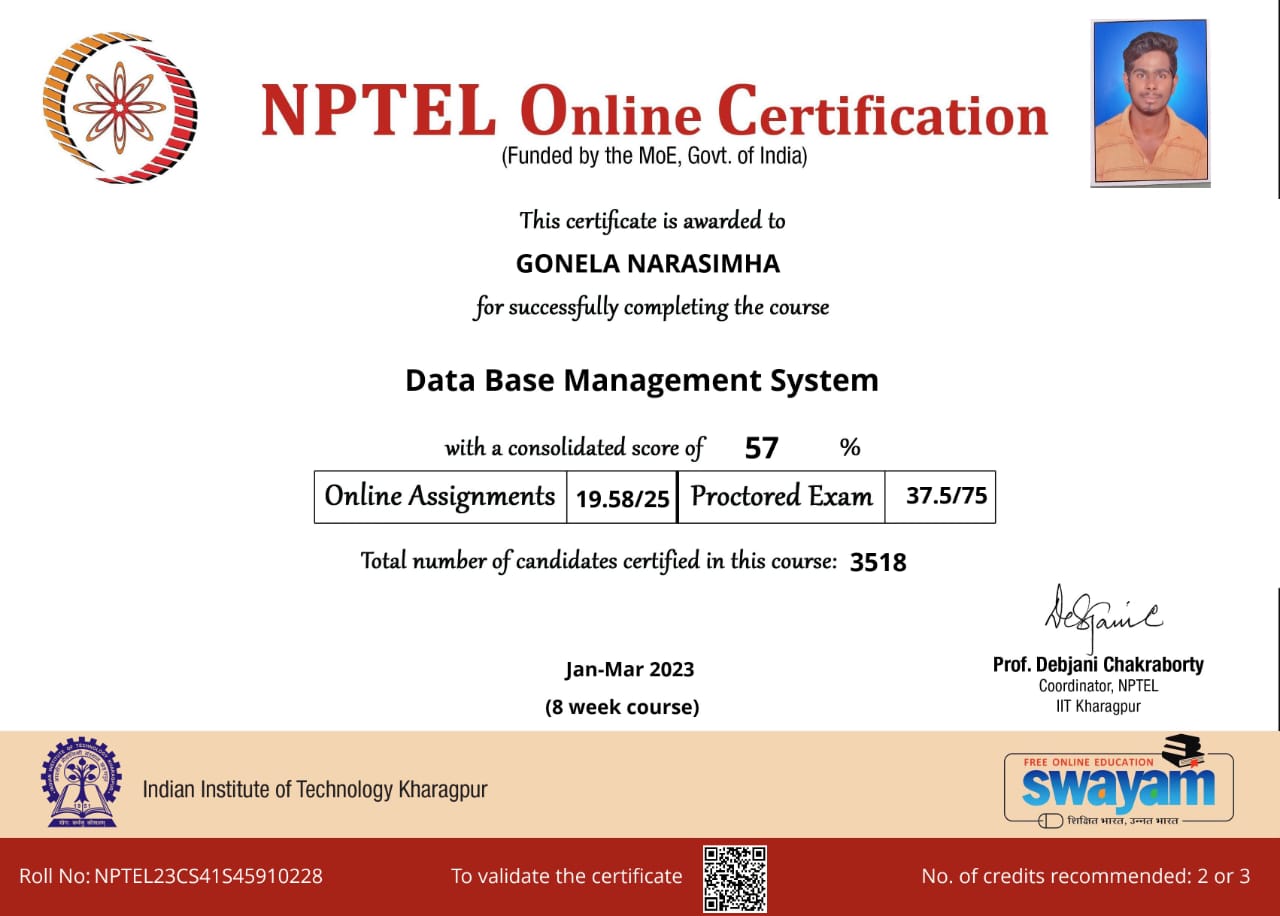 NPTEL Online Certification
(Funded by the MoE, Govt. of India)
This certificate is awarded to
GONELA NARASIMHA
for successfully completing the course
Data Base Management System
with a consolidated score of 57 %
Online Assignments 19.58/25 Proctored Exam 37.5/75
Total number of candidates certified in this course: 3518
Jan-Mar 2023
(8 week course)
Prof. Debjani Chakraborty
Coordinator, NPTEL
IIT Kharagpur
Indian Institute of Technology Kharagpur
1951
FREE ONLINE EDUCATION
swayam
शिक्षित भारत, उन्नत भारत
Roll No: NPTEL23CS41S45910228
To validate the certificate
No. of credits recommended: 2 or 3